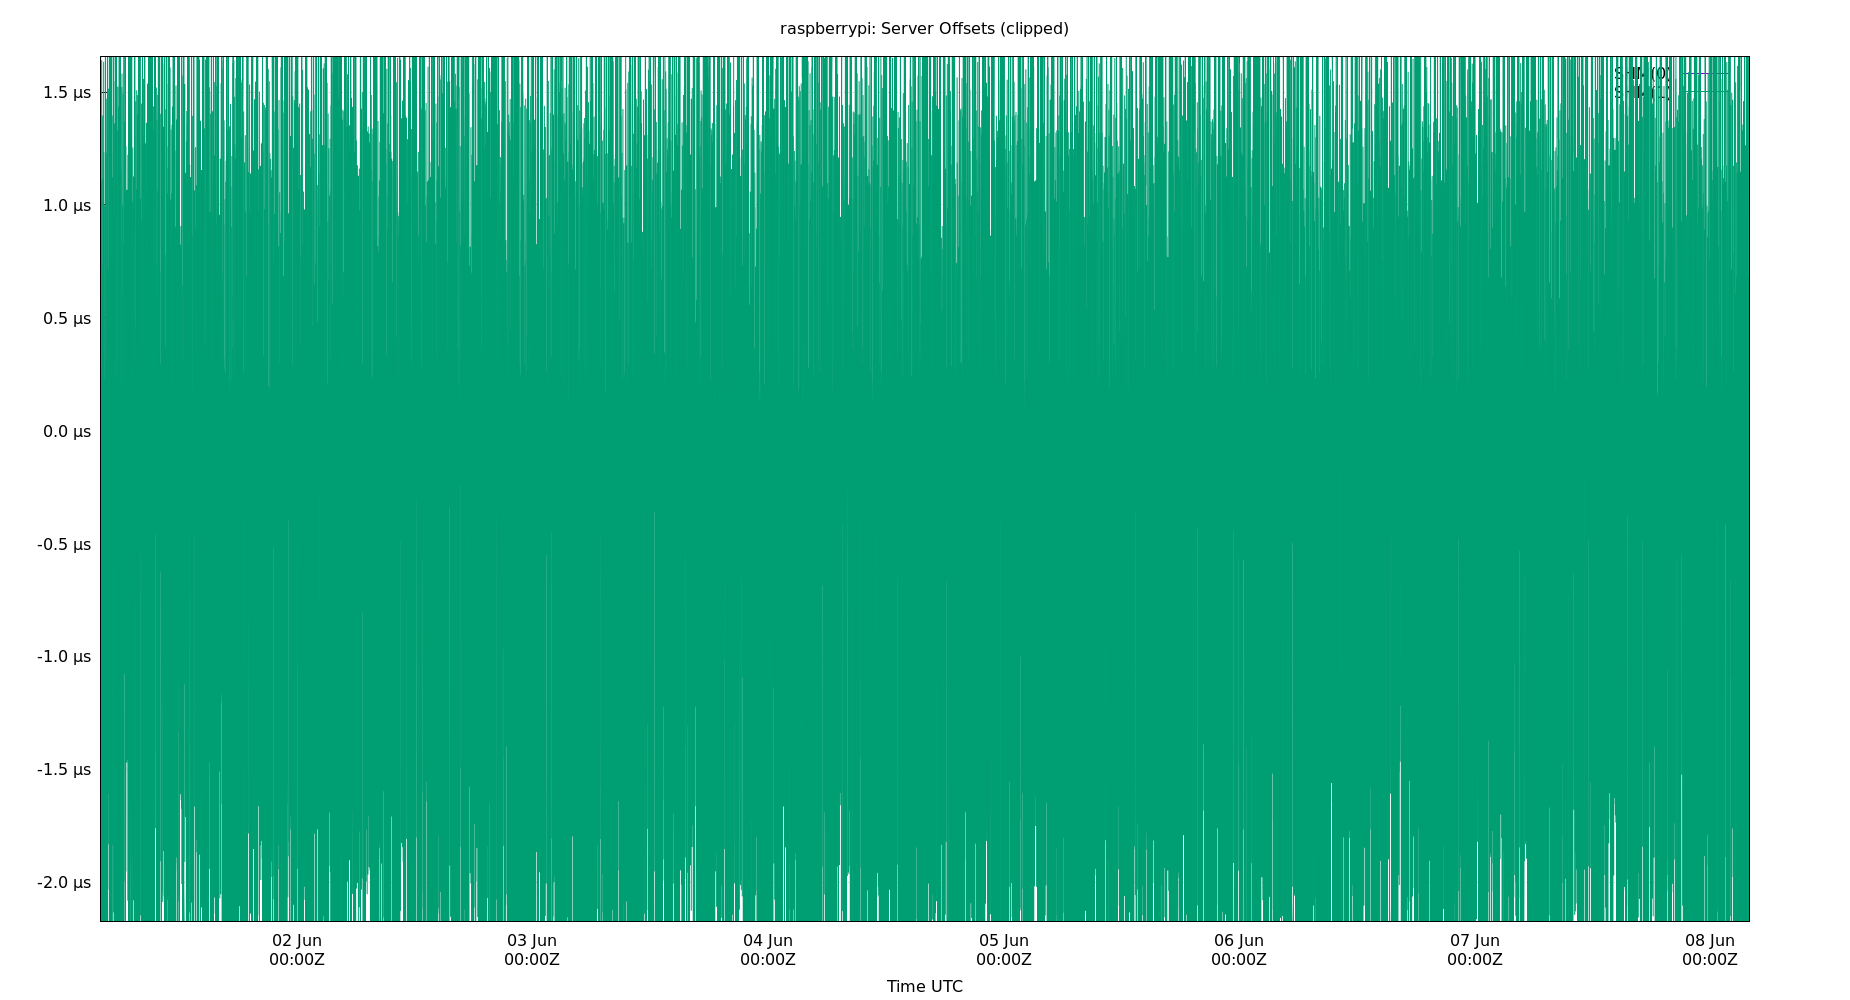 raspberrypi: Server Offsets (clipped)
1.5 µs
1.0 µs
0.5 µs
0.0 µs
-0.5 µs
-1.0 µs
-1.5 µs
-2.0 µs
02 Jun
00:00Z
03 Jun
00:00Z
04 Jun
00:00Z
05 Jun
00:00Z
06 Jun
00:00Z
07 Jun
00:00Z
08 Jun
00:00Z
Time UTC